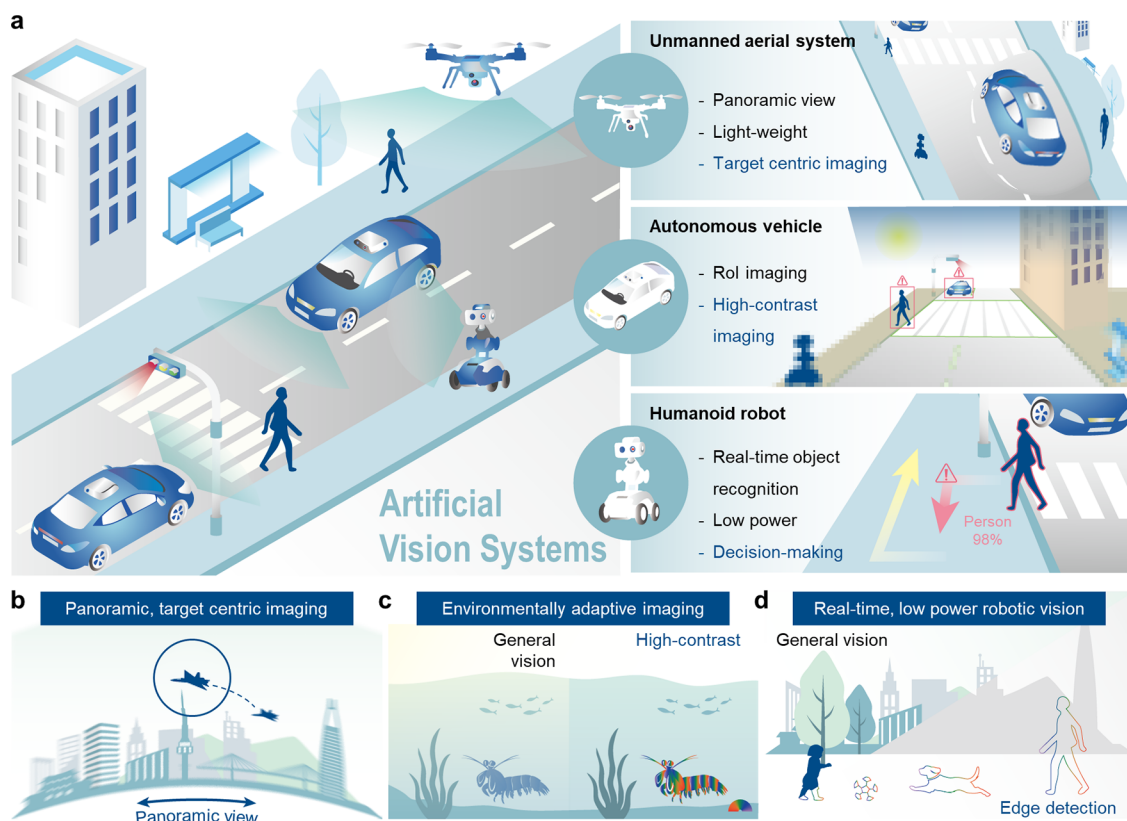 a
Unmanned aerial system
- Panoramic view
- Light-weight
- Target centric imaging
Autonomous vehicle
- RoI imaging
- High-contrast
imaging
Humanoid robot
- Real-time object
recognition
- Low power
- Decision-making
Person
98%
Artificial
Vision Systems
b
Panoramic, target centric imaging
Panoramic view
c
Environmentally adaptive imaging
General
vision
High-contrast
d
Real-time, low power robotic vision
General vision
Edge detection